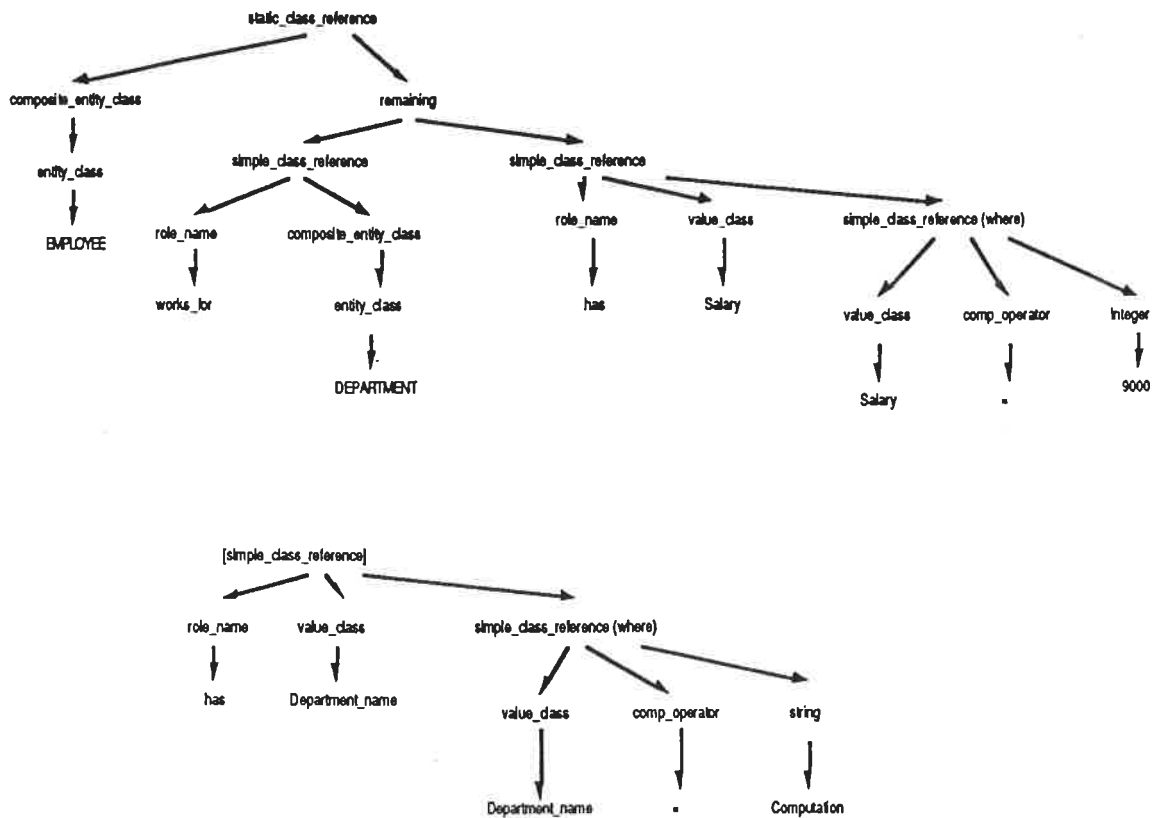 static_class_reference
composite_entity_class remaining
entity_class simple_class_reference simple_class_reference
EMPLOYEE role_name composite_entity_class role_name value_class simple_class_reference (where)
works_for entity_class has Salary value_class comp_operator integer
DEPARTMENT Salary 9000
[simple_class_reference]
role_name value_class simple_class_reference (where)
has Department_name value_class comp_operator string
Department_name Computation